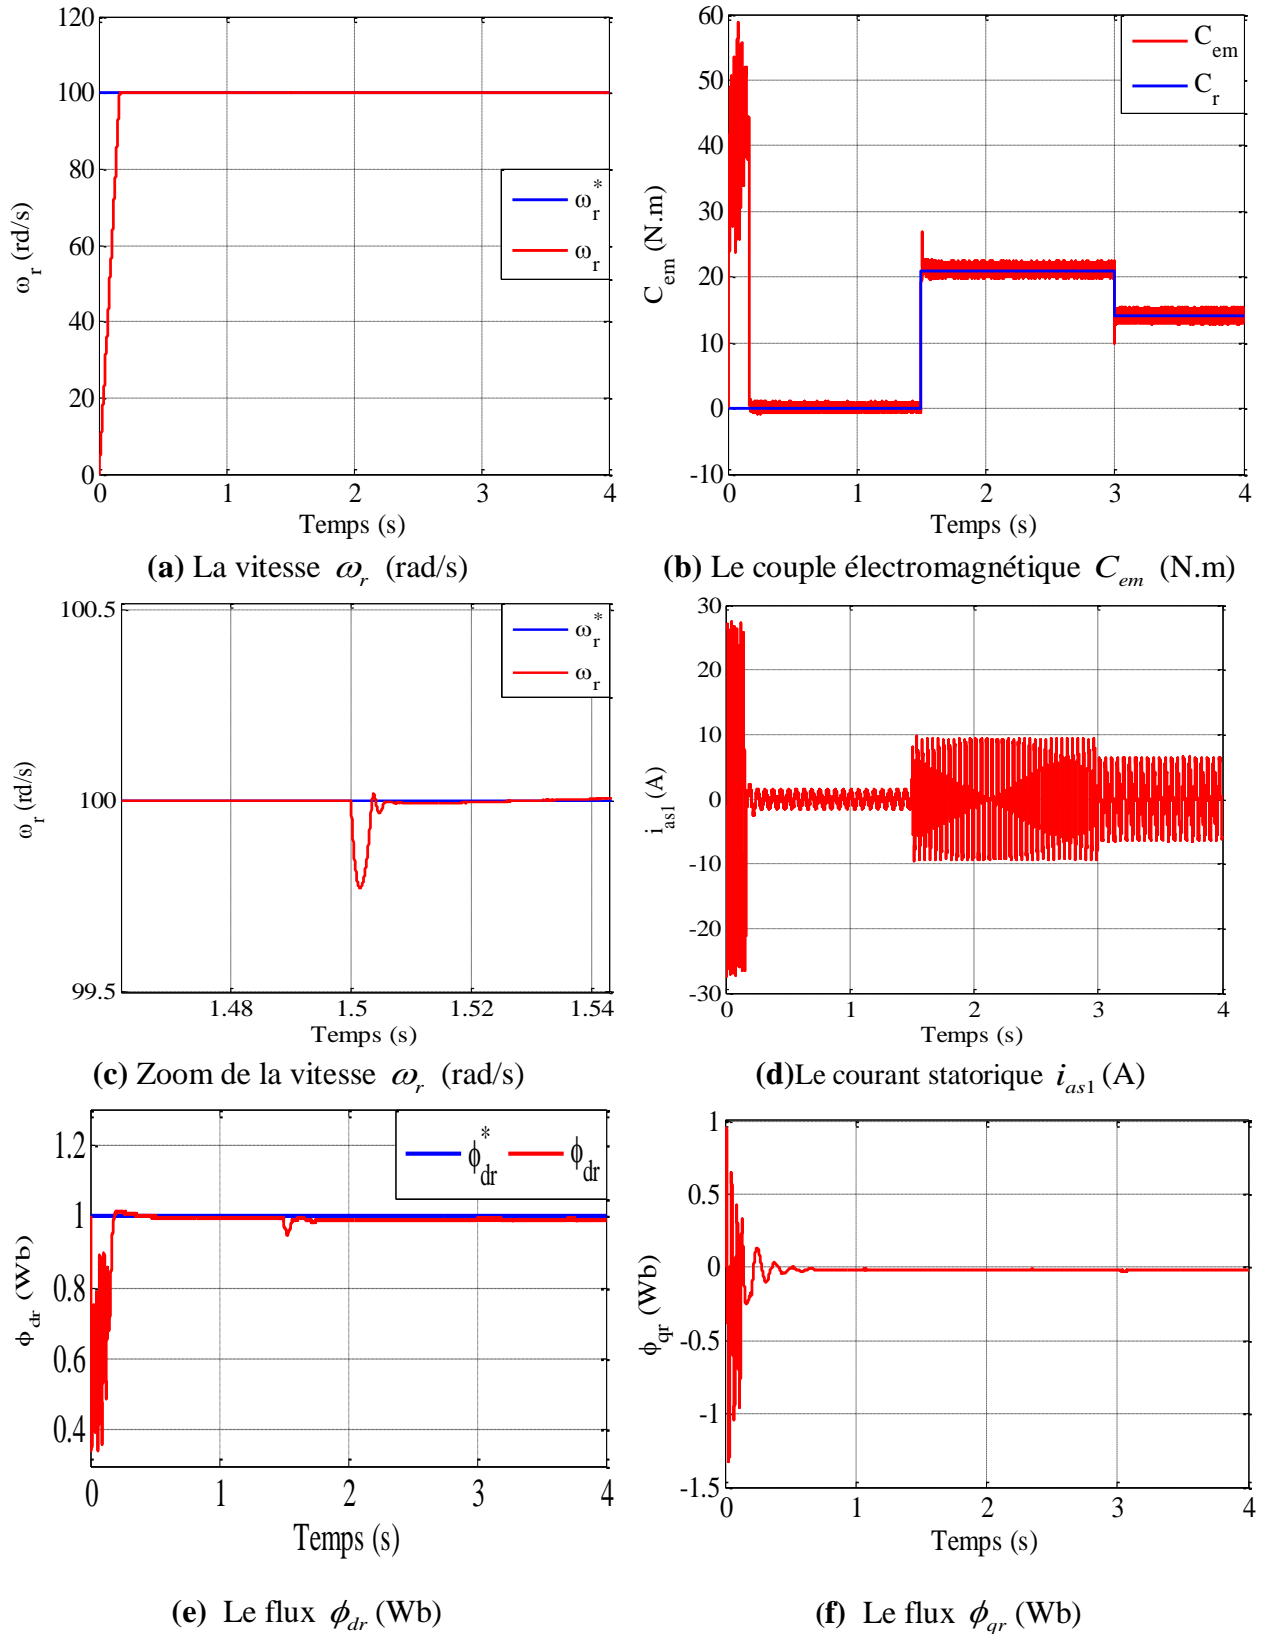 120
100
80
60
40
20
0
0 1 2 3 4
ω_r (rd/s)
Temps (s)
ω_r^*
ω_r
(a) La vitesse ω_r (rad/s)
60
50
40
30
20
10
0
-10
0 1 2 3 4
C_em (N.m)
Temps (s)
C_em
C_r
(b) Le couple électromagnétique C_em (N.m)
100.5
100
99.5
1.48 1.5 1.52 1.54
ω_r (rd/s)
Temps (s)
ω_r^*
ω_r
(c) Zoom de la vitesse ω_r (rad/s)
30
20
10
0
-10
-20
-30
0 1 2 3 4
i_as1 (A)
Temps (s)
(d)Le courant statorique i_as1 (A)
1.2
1
0.8
0.6
0.4
0 1 2 3 4
ϕ_dr (Wb)
Temps (s)
ϕ_dr^* ϕ_dr
(e) Le flux ϕ_dr (Wb)
1
0.5
0
-0.5
-1
-1.5
0 1 2 3 4
ϕ_qr (Wb)
Temps (s)
(f) Le flux ϕ_qr (Wb)